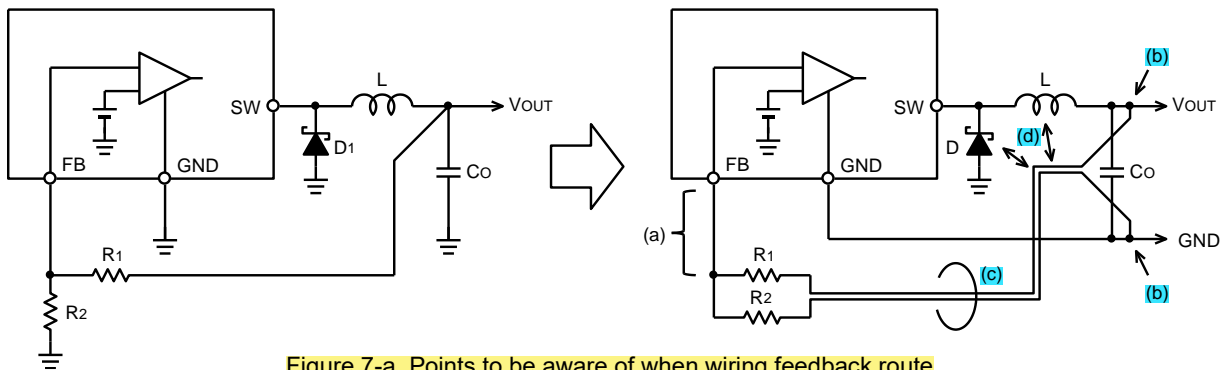 SW
L
VOUT
D1
FB
GND
CO
R1
R2
(b)
SW
L
VOUT
(d)
D
FB
GND
CO
(a)
GND
R1
(c)
R2
(b)
Figure 7-a Points to be aware of when wiring feedback route